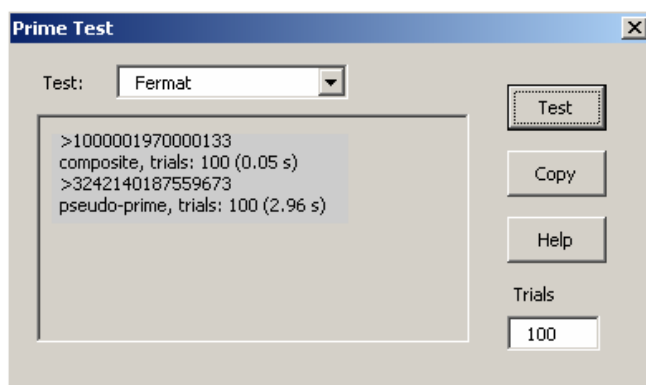 Prime Test
Test: Fermat
Test
>1000001970000133
composite, trials: 100 (0.05 s)
>3242140187559673
pseudo-prime, trials: 100 (2.96 s)
Copy
Help
Trials
100